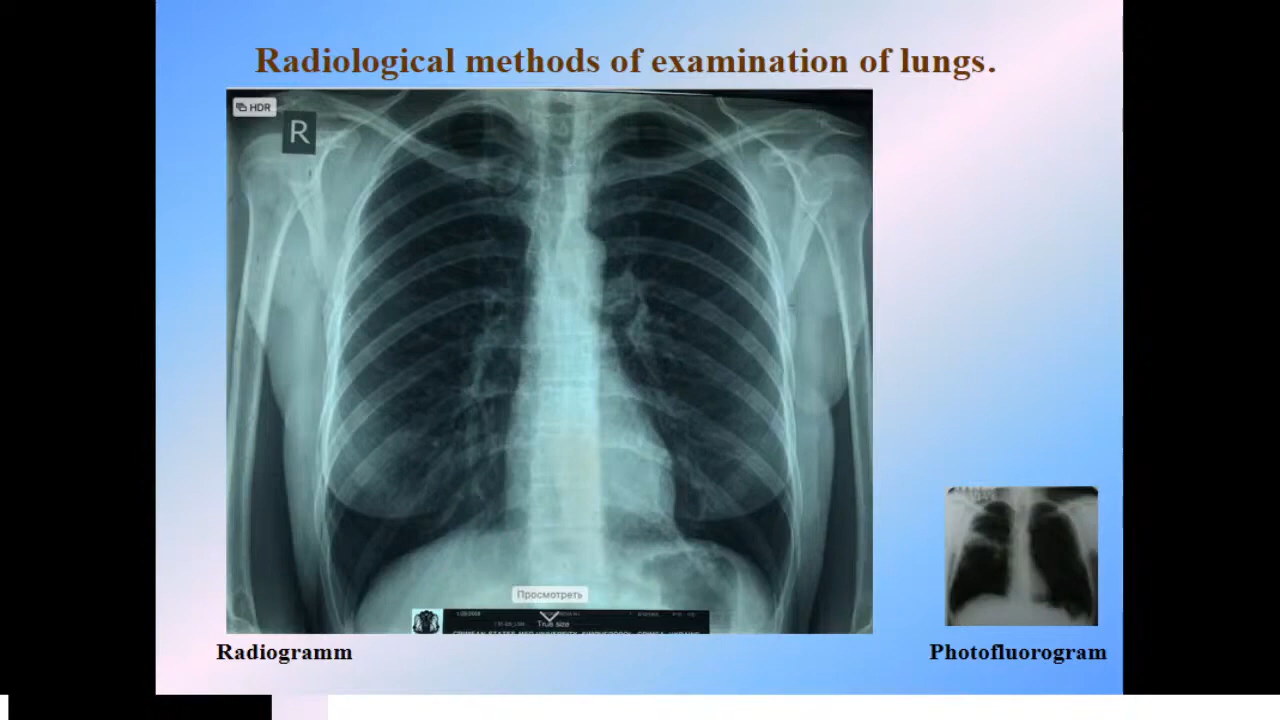 Radiological methods of examination of lungs.
HDR
R
Просмотреть
True size
Radiogramm
Photofluorogram